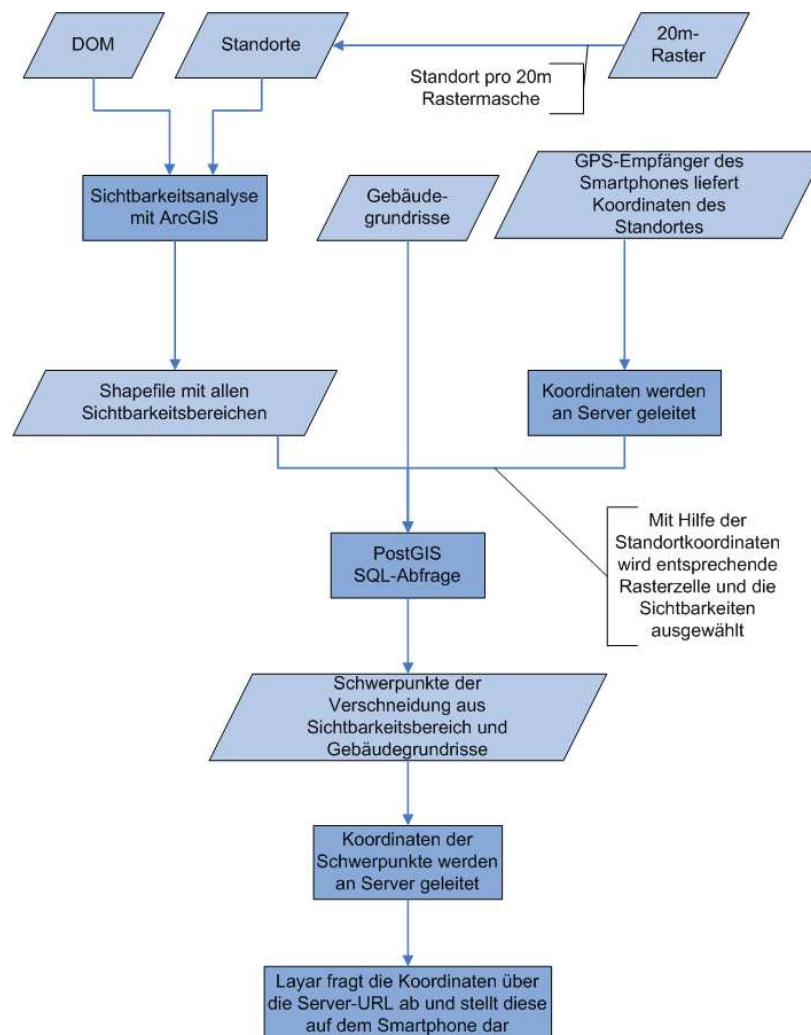 DOM
Standorte
20m-
Raster
Standort pro 20m
Rastermasche
Sichtbarkeitsanalyse
mit ArcGIS
Gebäude-
grundrisse
GPS-Empfänger des
Smartphones liefert
Koordinaten des
Standortes
Shapefile mit allen
Sichtbarkeitsbereichen
Koordinaten werden
an Server geleitet
PostGIS
SQL-Abfrage
Mit Hilfe der
Standortkoordinaten
wird entsprechende
Rasterzelle und die
Sichtbarkeiten
ausgewählt
Schwerpunkte der
Verschneidung aus
Sichtbarkeitsbereich und
Gebäudegrundrisse
Koordinaten der
Schwerpunkte werden
an Server geleitet
Layar fragt die Koordinaten über
die Server-URL ab und stellt diese
auf dem Smartphone dar